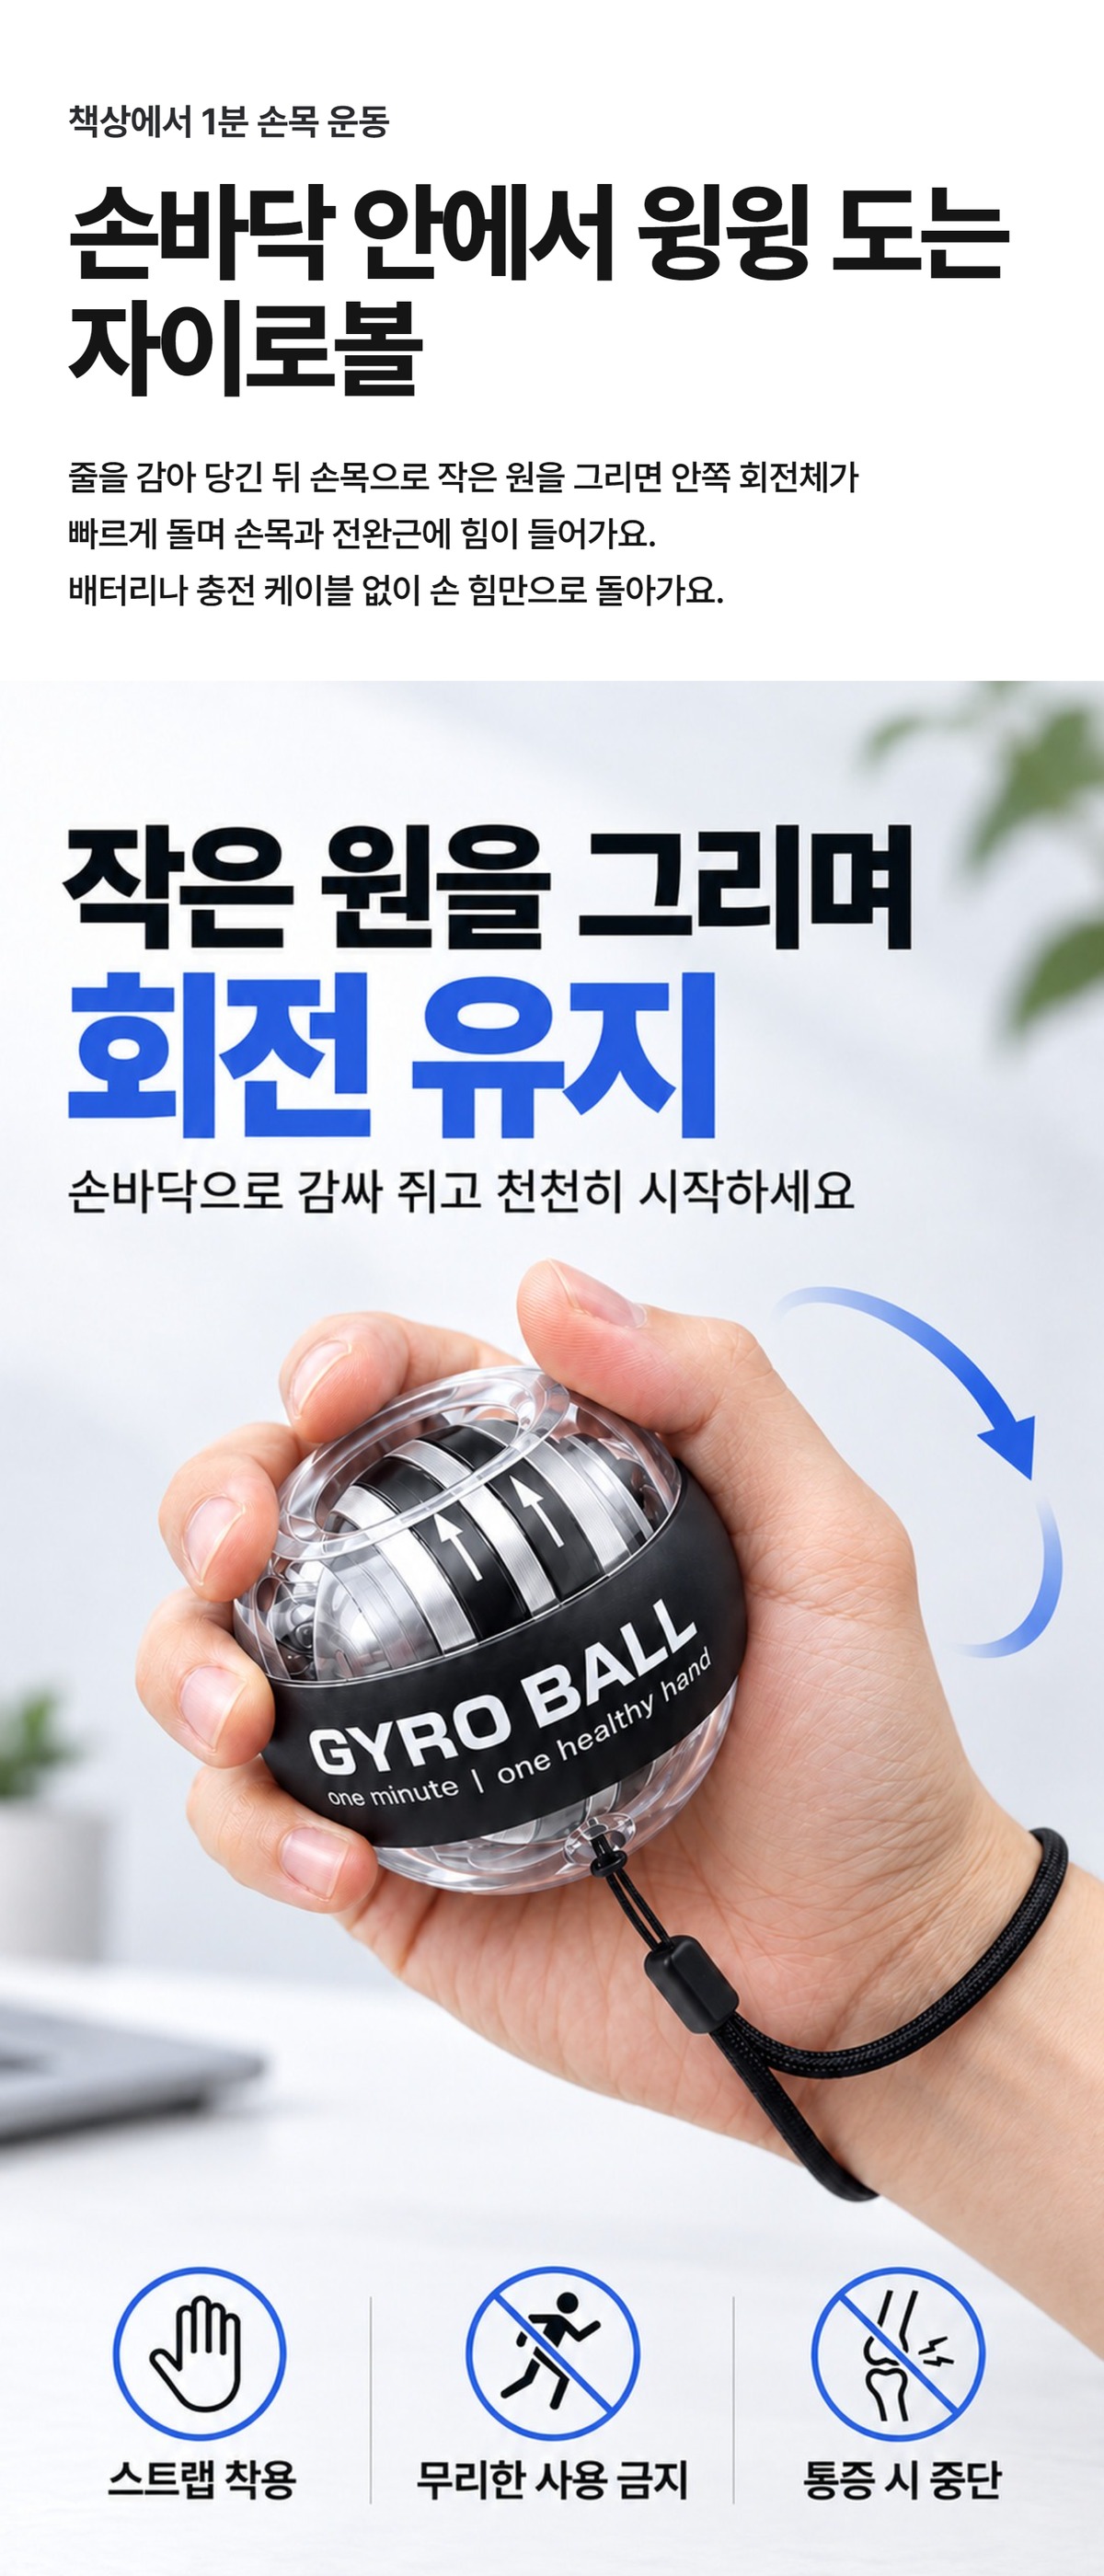 책상에서 1분 손목 운동
손바닥 안에서 윙윙 도는
자이로볼
줄을 감아 당긴 뒤 손목으로 작은 원을 그리면 안쪽 회전체가
빠르게 돌며 손목과 전완근에 힘이 들어가요.
배터리나 충전 케이블 없이 손 힘만으로 돌아가요.
작은 원을 그리며
회전 유지
손바닥으로 감싸 쥐고 천천히 시작하세요
GYRO BALL
one minute | one healthy hand
스트랩 착용
무리한 사용 금지
통증 시 중단